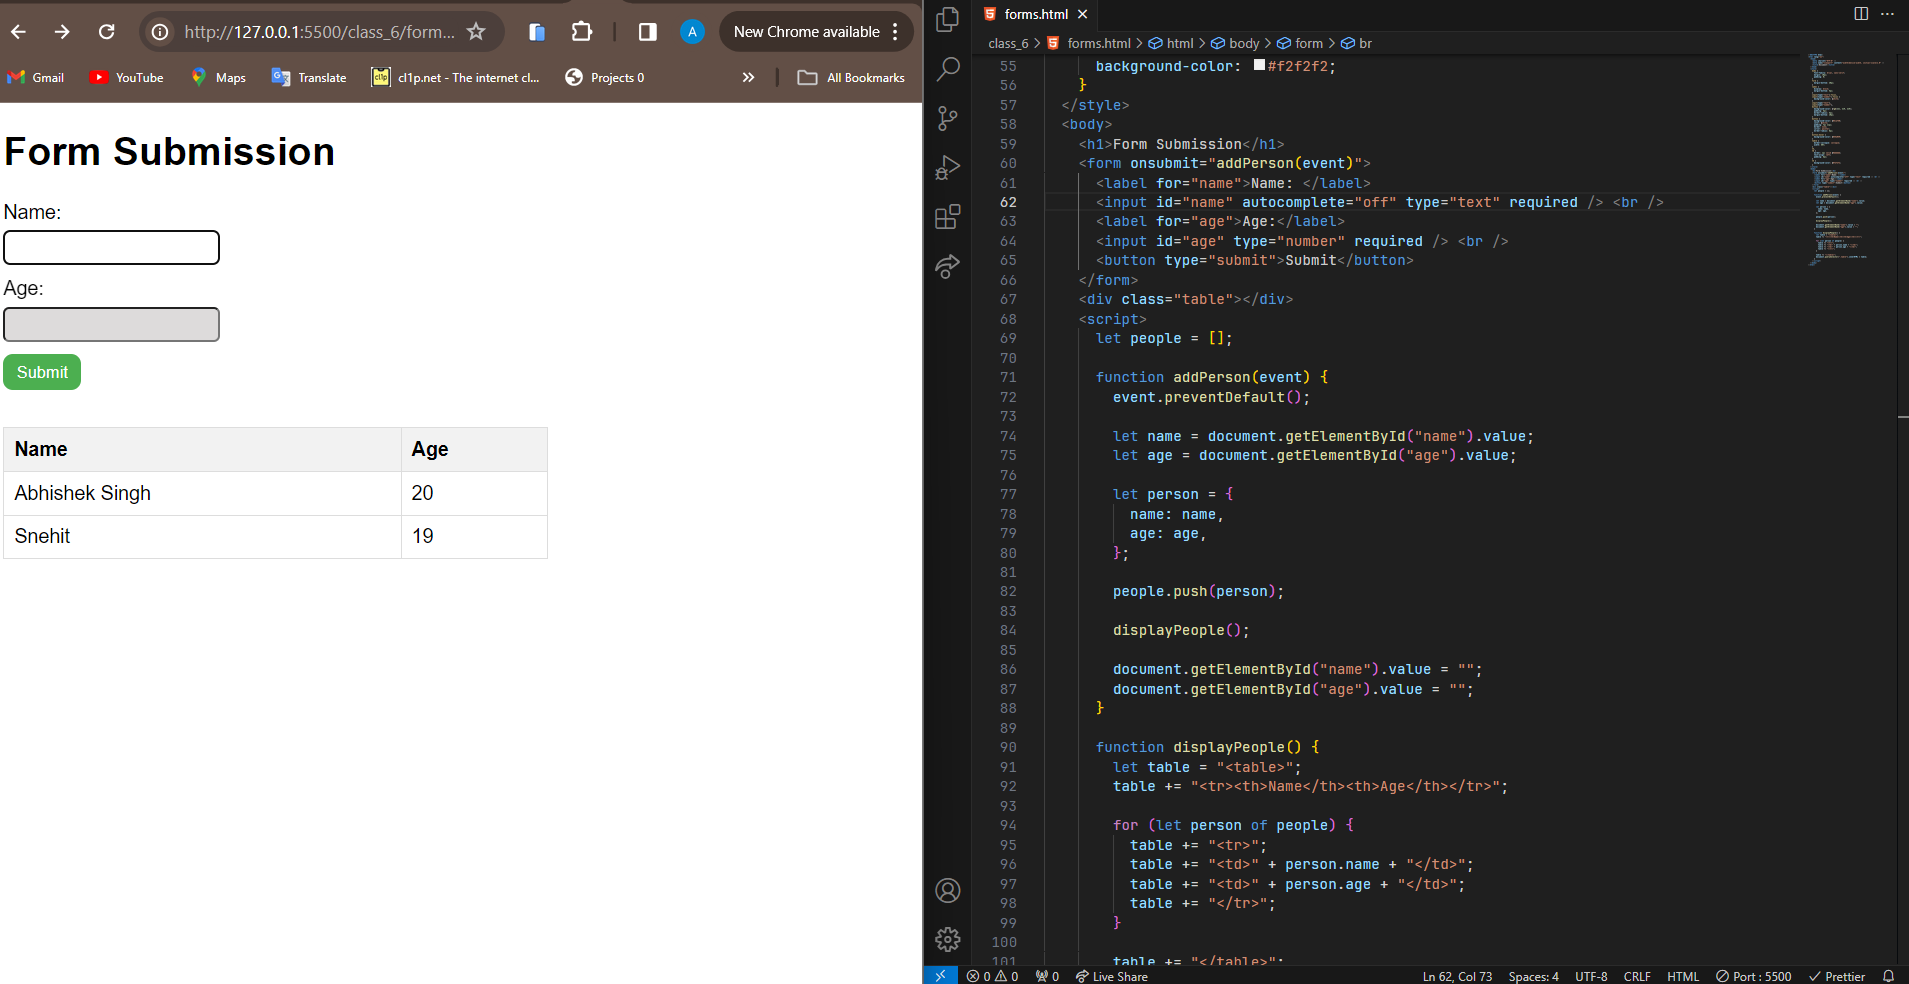 http://127.0.0.1:5500/class_6/form...
A
New Chrome available
Gmail
YouTube
Maps
Translate
cl1p.net - The internet cl...
Projects 0
All Bookmarks
Form Submission
Name:
Age:
Submit
Name Age
Abhishek Singh 20
Snehit 19
forms.html
class_6 > forms.html > html > body > form > br
55 background-color: #f2f2f2;
56 }
57 </style>
58 <body>
59 <h1>Form Submission</h1>
60 <form onsubmit="addPerson(event)">
61 <label for="name">Name: </label>
62 <input id="name" autocomplete="off" type="text" required /> <br />
63 <label for="age">Age:</label>
64 <input id="age" type="number" required /> <br />
65 <button type="submit">Submit</button>
66 </form>
67 <div class="table"></div>
68 <script>
69 let people = [];
70
71 function addPerson(event) {
72 event.preventDefault();
73
74 let name = document.getElementById("name").value;
75 let age = document.getElementById("age").value;
76
77 let person = {
78 name: name,
79 age: age,
80 };
81
82 people.push(person);
83
84 displayPeople();
85
86 document.getElementById("name").value = "";
87 document.getElementById("age").value = "";
88 }
89
90 function displayPeople() {
91 let table = "<table>";
92 table += "<tr><th>Name</th><th>Age</th></tr>";
93
94 for (let person of people) {
95 table += "<tr>";
96 table += "<td>" + person.name + "</td>";
97 table += "<td>" + person.age + "</td>";
98 table += "</tr>";
99 }
100
101 table += "</table>";
0 0 0 Live Share Ln 62, Col 73 Spaces: 4 UTF-8 CRLF HTML Port : 5500 Prettier